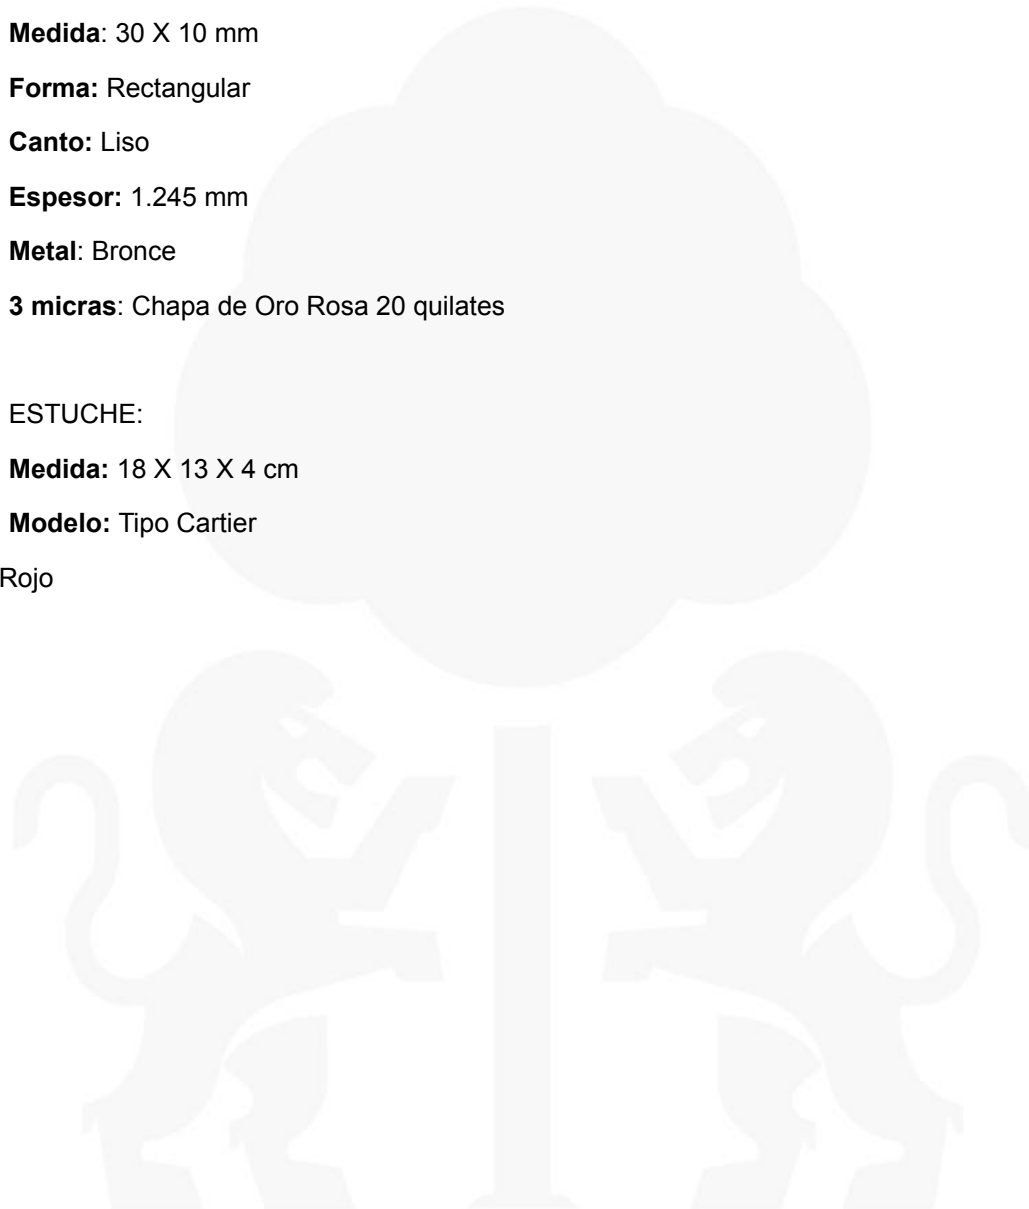 Medida: 30 X 10 mm
Forma: Rectangular
Canto: Liso
Espesor: 1.245 mm
Metal: Bronce
3 micras: Chapa de Oro Rosa 20 quilates
ESTUCHE:
Medida: 18 X 13 X 4 cm
Modelo: Tipo Cartier
Rojo